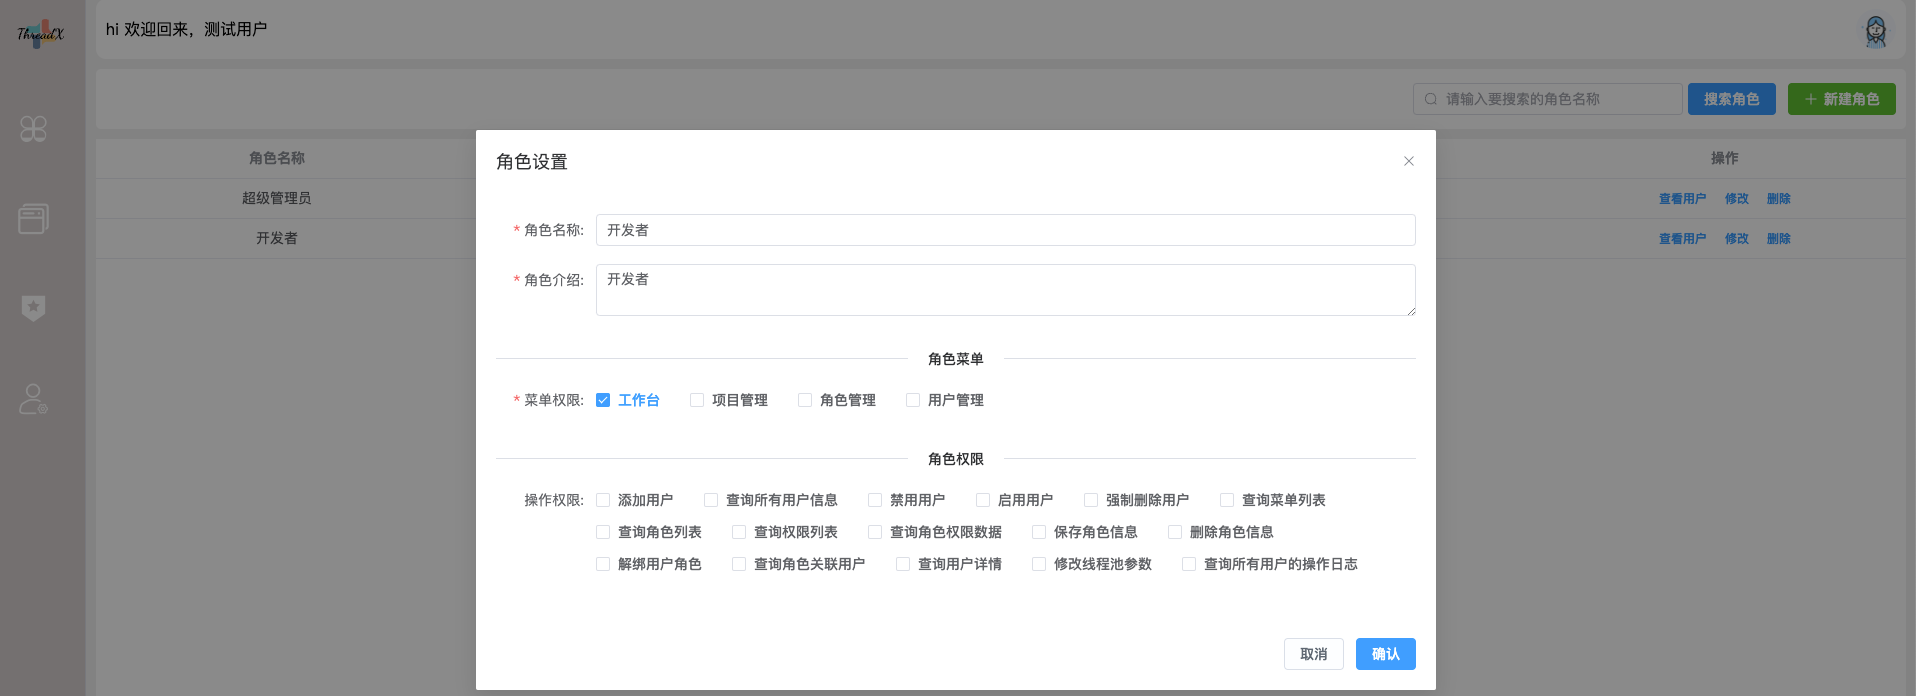 ThreadX
hi 欢迎回来，测试用户
请输入要搜索的角色名称
搜索角色
新建角色
角色名称
操作
超级管理员
查看用户 修改 删除
开发者
查看用户 修改 删除
角色设置
* 角色名称: 开发者
* 角色介绍: 开发者
角色菜单
* 菜单权限: 工作台 项目管理 角色管理 用户管理
角色权限
操作权限: 添加用户 查询所有用户信息 禁用用户 启用用户 强制删除用户 查询菜单列表
查询角色列表 查询权限列表 查询角色权限数据 保存角色信息 删除角色信息
解绑用户角色 查询角色关联用户 查询用户详情 修改线程池参数 查询所有用户的操作日志
取消 确认